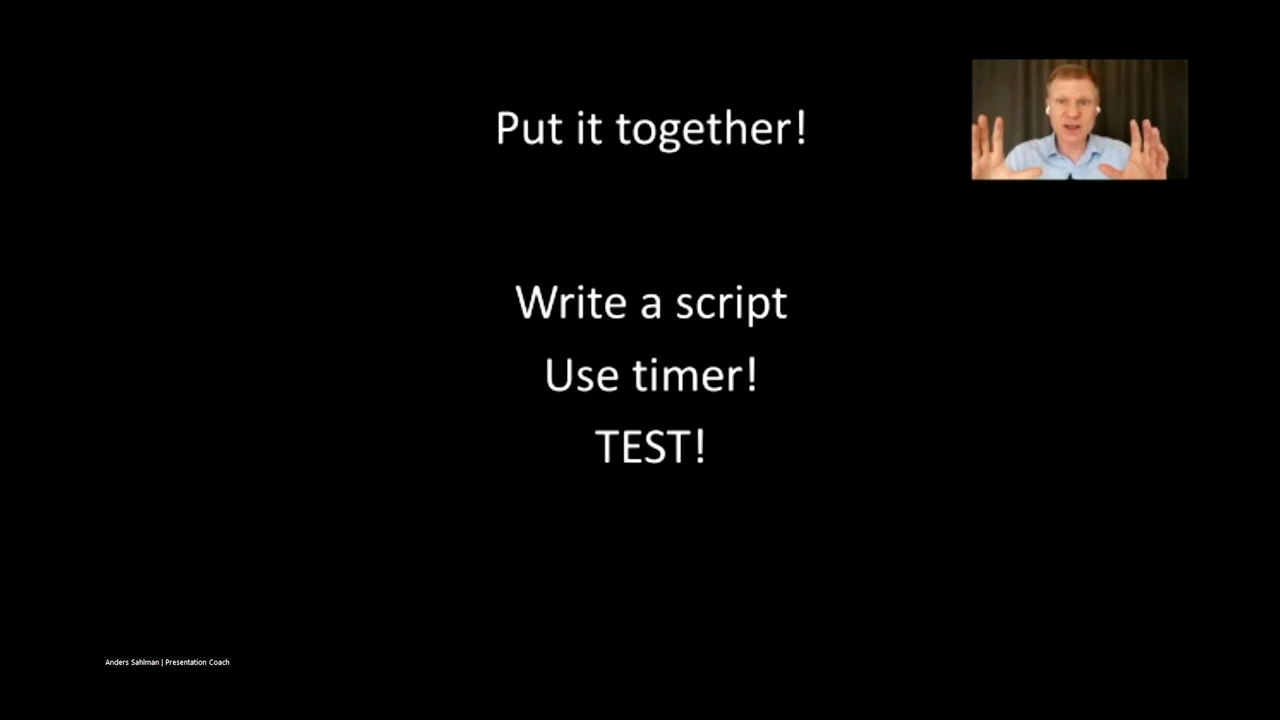 Put it together!
Write a script
Use timer!
TEST!
Anders Sahlman | Presentation Coach